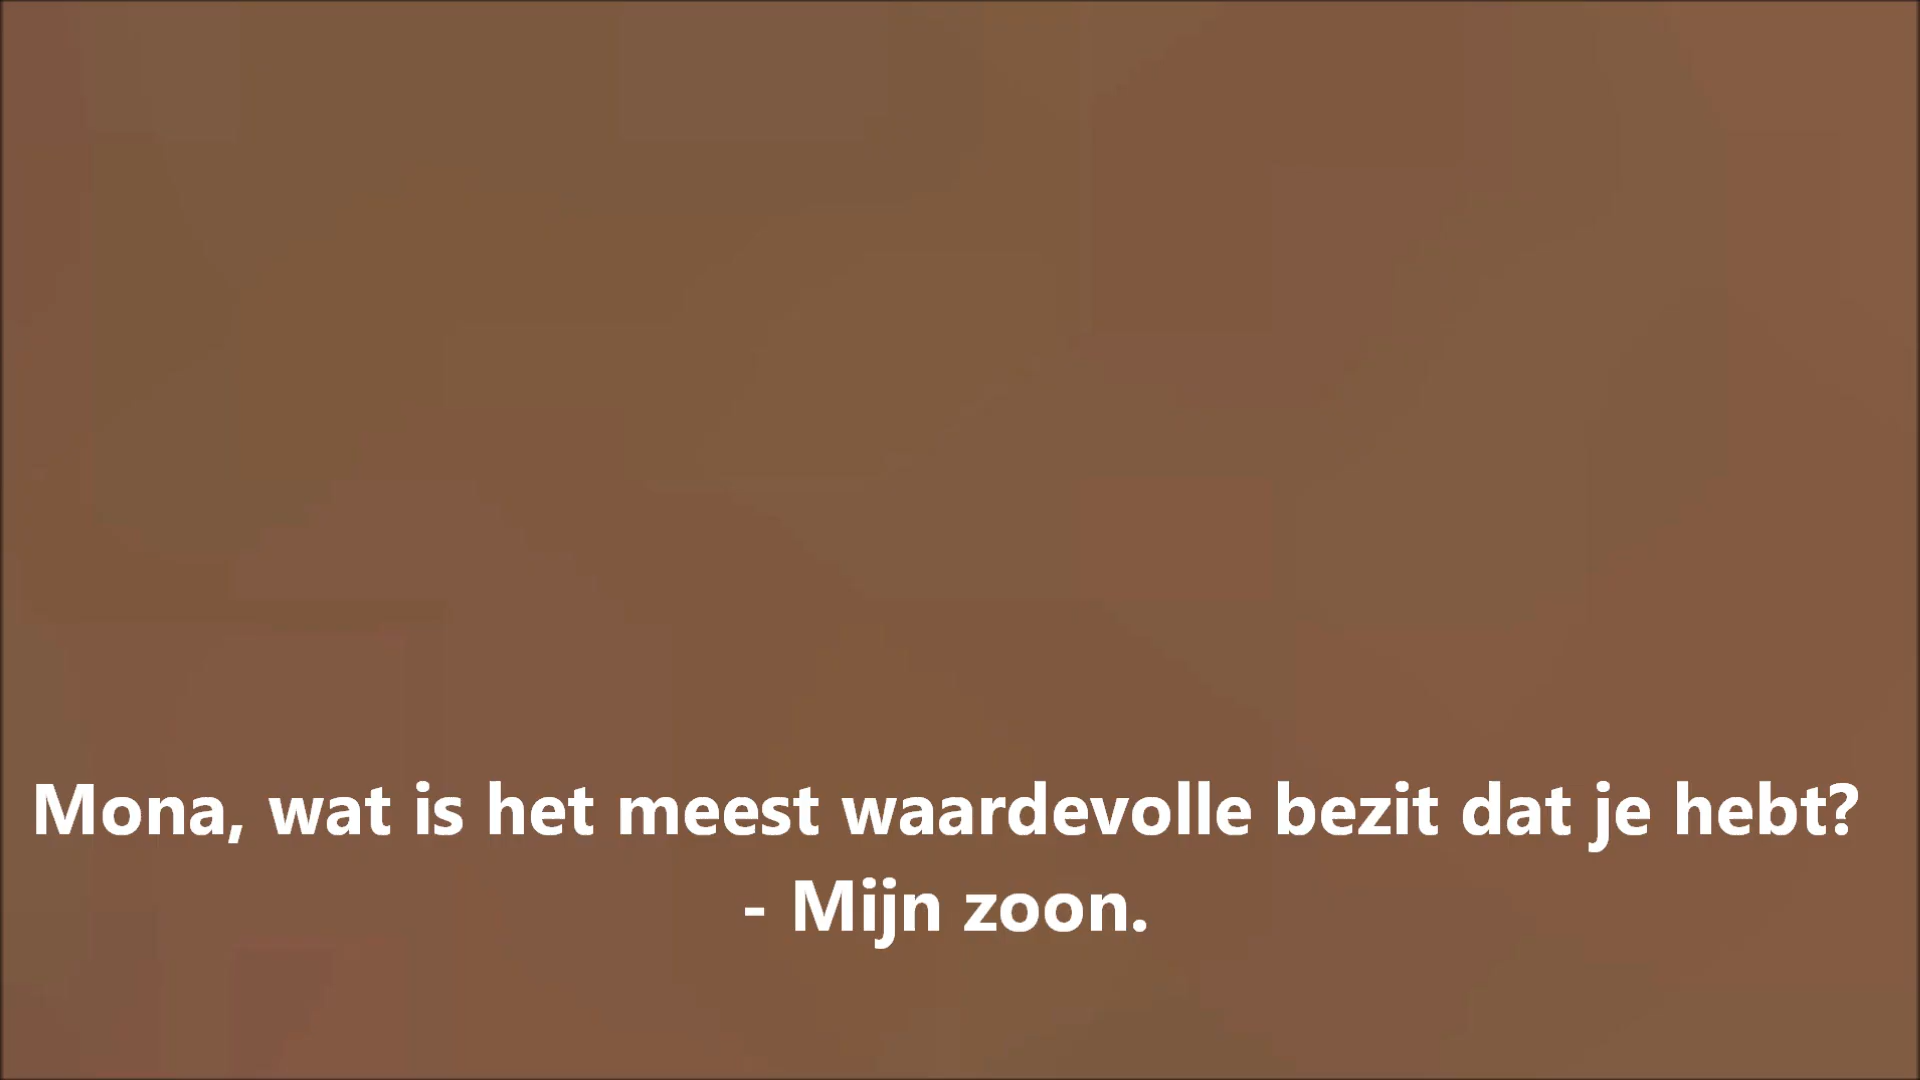 Mona, wat is het meest waardevolle bezit dat je hebt?
- Mijn zoon.